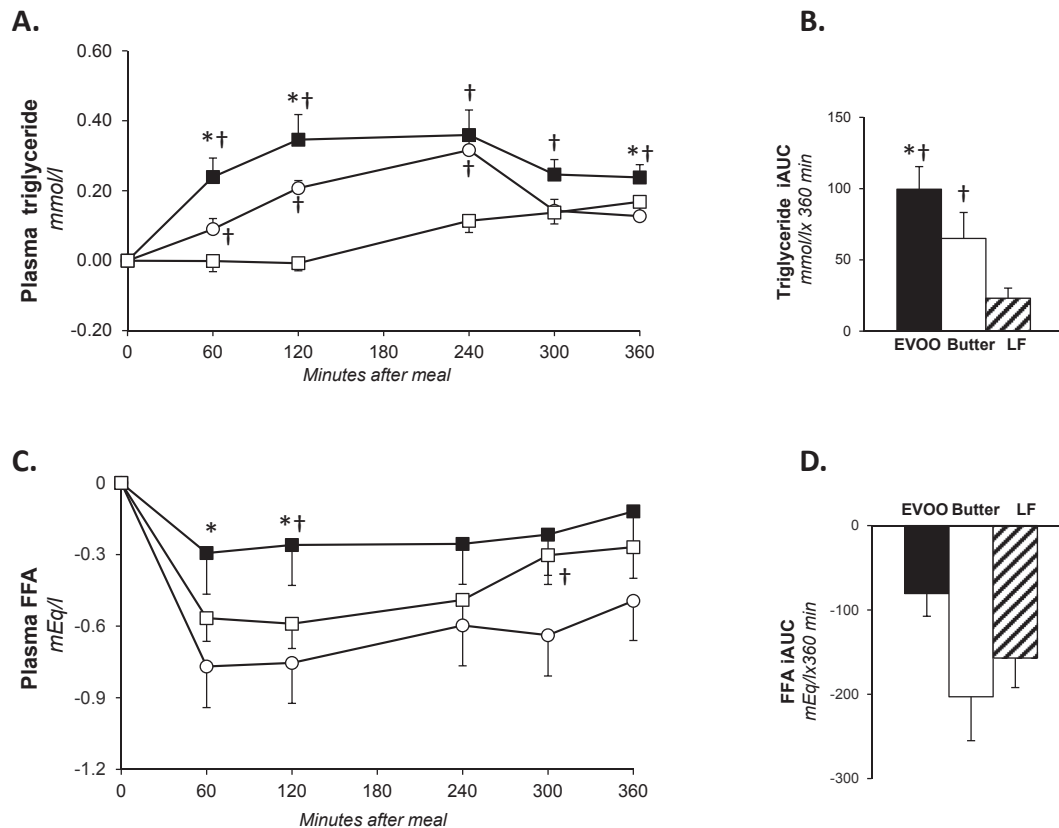 A.
Plasma triglyceride
mmol/l
0.60
0.40
0.20
0.00
-0.20
*†
*†
†
†
*†
†
†
†
0
60
120
180
240
300
360
Minutes after meal
B.
Triglyceride iAUC
mmol/lx 360 min
150
100
50
0
*†
†
EVOO Butter LF
C.
Plasma FFA
mEq/l
0
-0.3
-0.6
-0.9
-1.2
*
*†
†
0
60
120
180
240
300
360
Minutes after meal
D.
EVOO Butter LF
FFA iAUC
mEq/lx360 min
0
-100
-200
-300